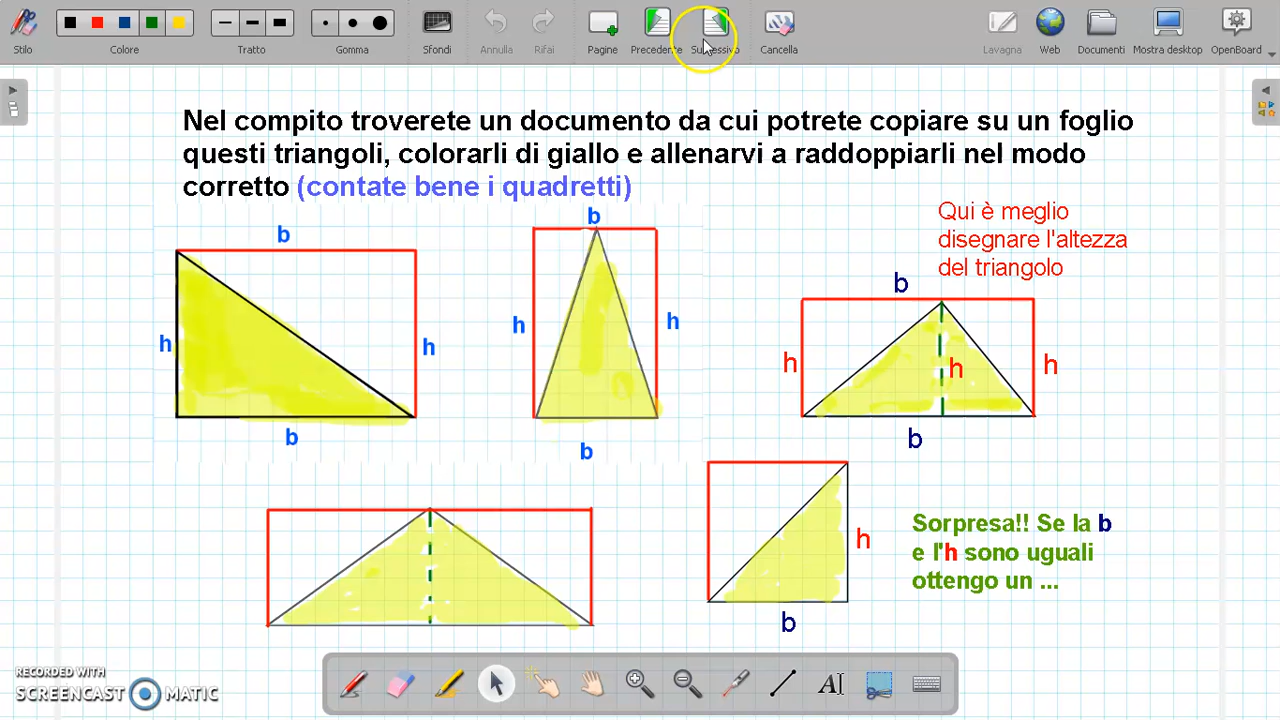 Stilo
Colore
Tratto
Gomma
Sfondi
Annulla
Rifai
Pagine
Precedente
Successivo
Cancella
Lavagna
Web
Documenti
Mostra desktop
OpenBoard
Nel compito troverete un documento da cui potrete copiare su un foglio
questi triangoli, colorarli di giallo e allenarvi a raddoppiarli nel modo
corretto (contate bene i quadretti)
Qui è meglio
disegnare l'altezza
del triangolo
b
h
h
b
b
h
h
b
b
h
h
h
b
h
b
Sorpresa!! Se la b
e l'h sono uguali
ottengo un ...
RECORDED WITH
SCREENCAST MATIC